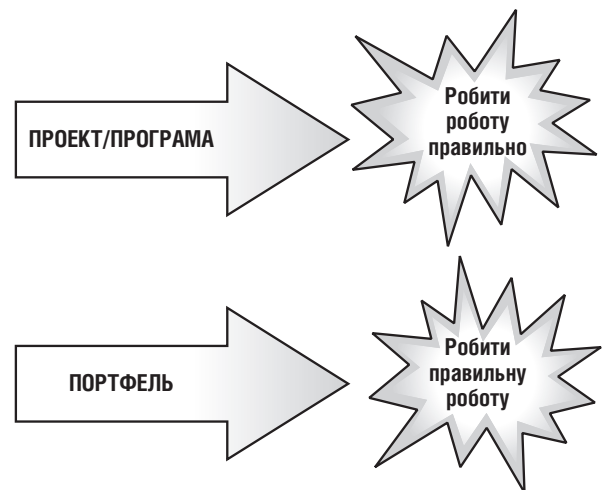 ПРОЕКТ/ПРОГРАМА
Робити
роботу
правильно
ПОРТФЕЛЬ
Робити
правильну
роботу